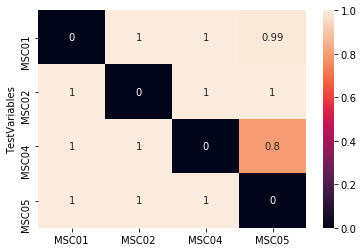 1.0
MSC01 0 1 1 0.99
0.8
MSC02 1 0 1 1
0.6
TestVariables
0.4
MSC04 1 1 0 0.8
0.2
MSC05 1 1 1 0
0.0
MSC01 MSC02 MSC04 MSC05